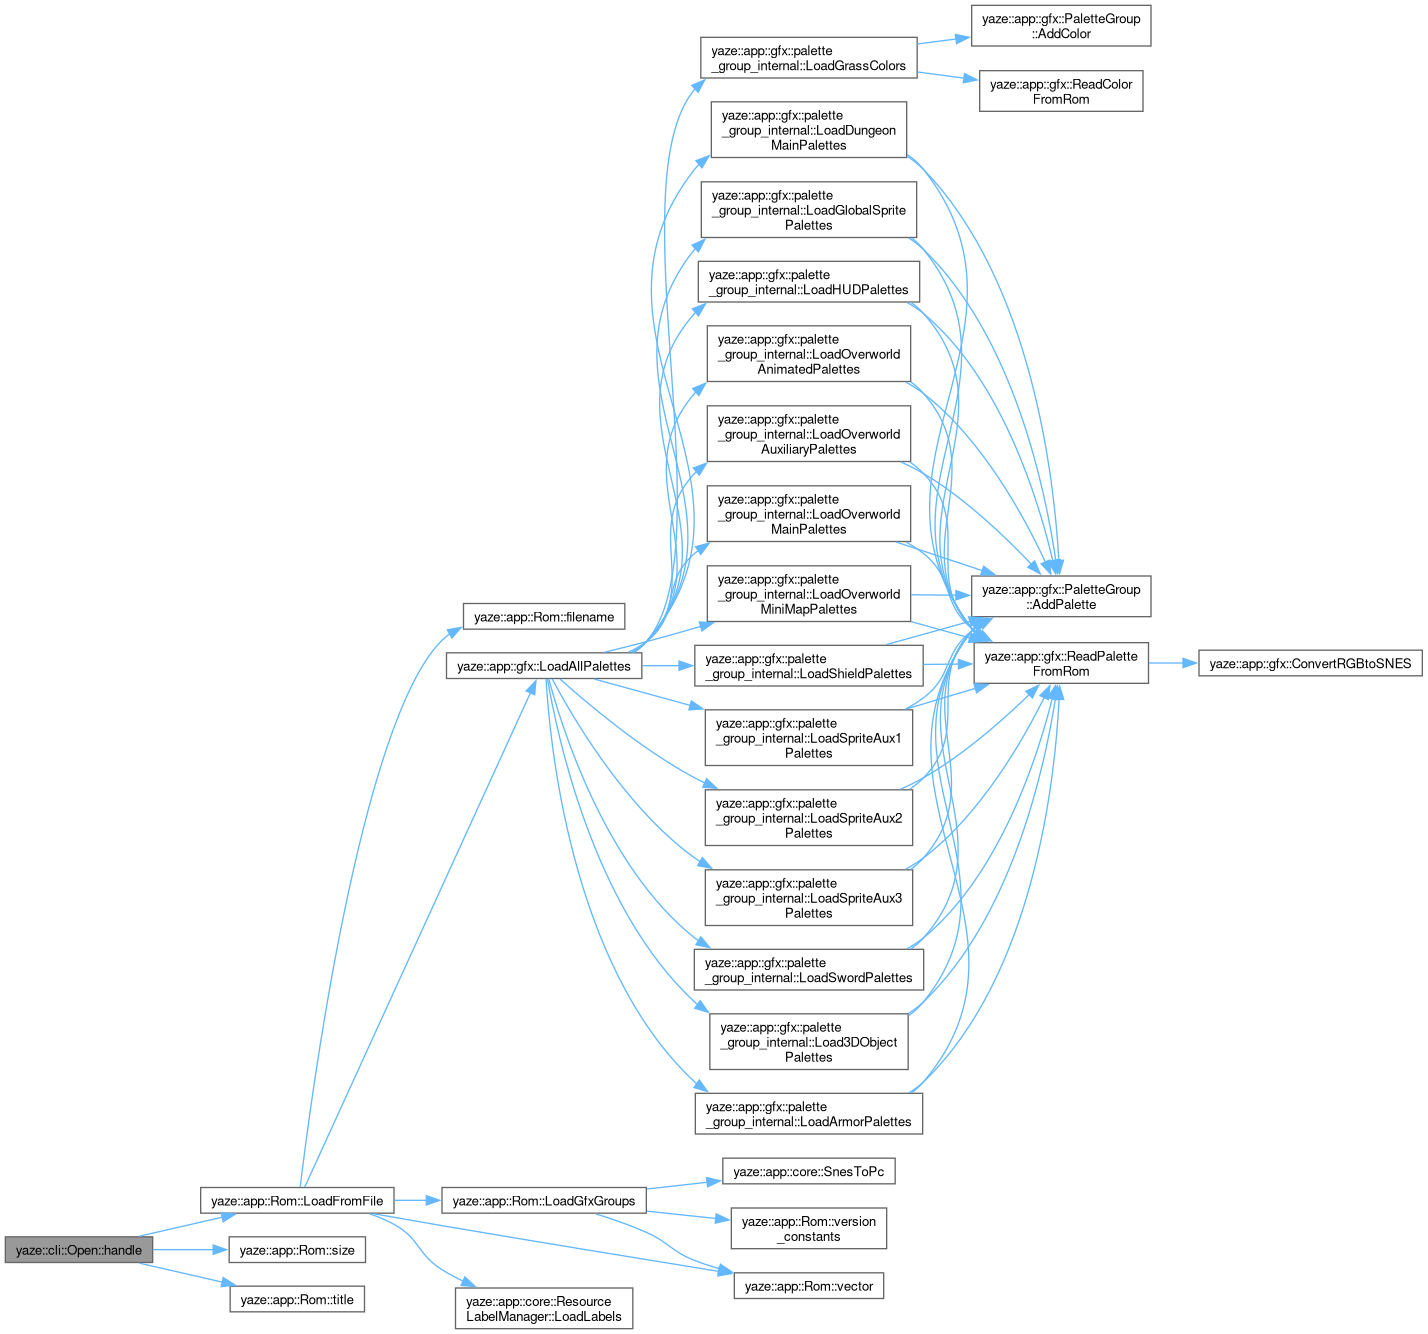 yaze::app::gfx::PaletteGroup
::AddColor
yaze::app::gfx::palette
_group_internal::LoadGrassColors
yaze::app::gfx::ReadColor
FromRom
yaze::app::gfx::palette
_group_internal::LoadDungeon
MainPalettes
yaze::app::gfx::palette
_group_internal::LoadGlobalSprite
Palettes
yaze::app::gfx::palette
_group_internal::LoadHUDPalettes
yaze::app::gfx::palette
_group_internal::LoadOverworld
AnimatedPalettes
yaze::app::gfx::palette
_group_internal::LoadOverworld
AuxiliaryPalettes
yaze::app::gfx::palette
_group_internal::LoadOverworld
MainPalettes
yaze::app::gfx::palette
_group_internal::LoadOverworld
MiniMapPalettes
yaze::app::gfx::PaletteGroup
::AddPalette
yaze::app::Rom::filename
yaze::app::gfx::LoadAllPalettes
yaze::app::gfx::palette
_group_internal::LoadShieldPalettes
yaze::app::gfx::ReadPalette
FromRom
yaze::app::gfx::ConvertRGBtoSNES
yaze::app::gfx::palette
_group_internal::LoadSpriteAux1
Palettes
yaze::app::gfx::palette
_group_internal::LoadSpriteAux2
Palettes
yaze::app::gfx::palette
_group_internal::LoadSpriteAux3
Palettes
yaze::app::gfx::palette
_group_internal::LoadSwordPalettes
yaze::app::gfx::palette
_group_internal::Load3DObject
Palettes
yaze::app::gfx::palette
_group_internal::LoadArmorPalettes
yaze::app::core::SnesToPc
yaze::app::Rom::LoadFromFile
yaze::app::Rom::LoadGfxGroups
yaze::app::Rom::version
_constants
yaze::cli::Open::handle
yaze::app::Rom::size
yaze::app::Rom::vector
yaze::app::Rom::title
yaze::app::core::Resource
LabelManager::LoadLabels